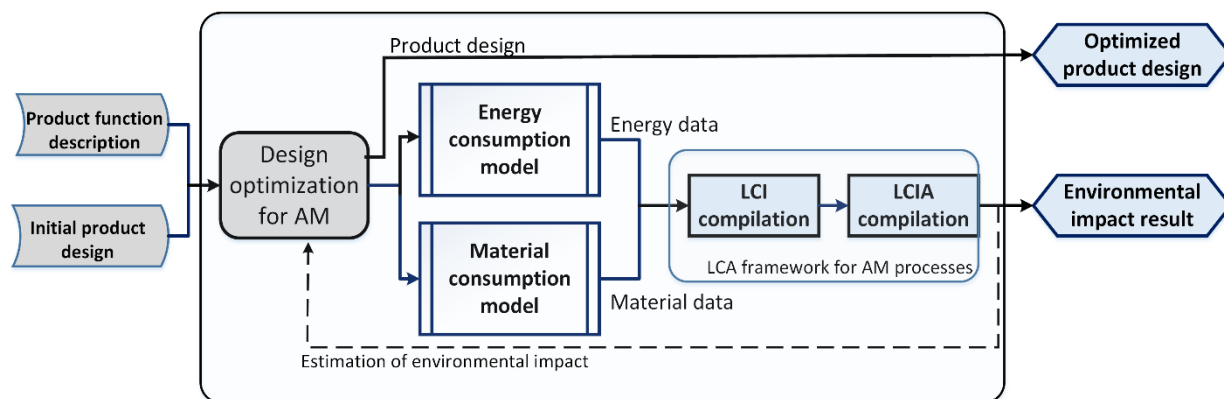 Product function
description
Initial product
design
Design
optimization
for AM
Product design
Energy
consumption
model
Energy data
Material
consumption
model
Material data
LCI
compilation
LCIA
compilation
LCA framework for AM processes
Estimation of environmental impact
Optimized
product design
Environmental
impact result